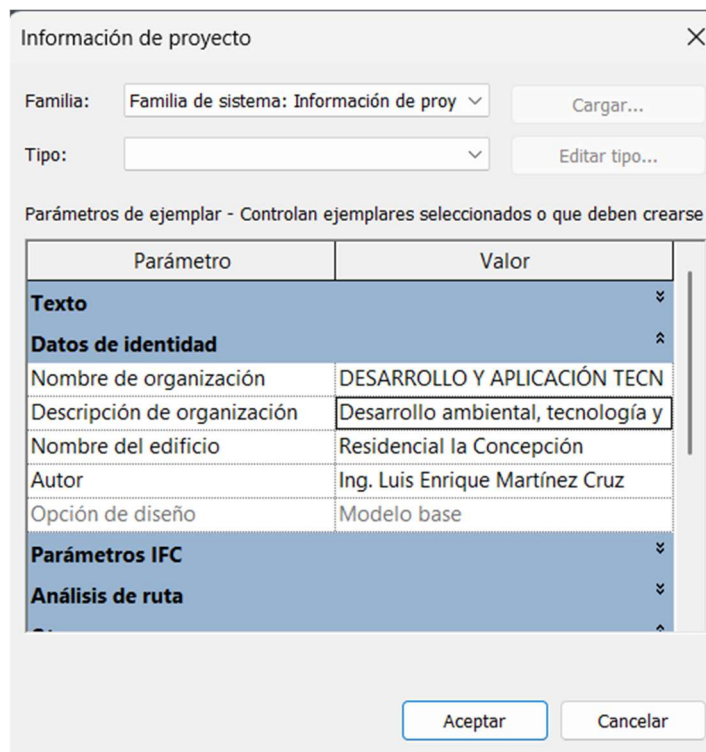 Información de proyecto
Familia: Familia de sistema: Información de proy Cargar...
Tipo: Editar tipo...
Parámetros de ejemplar - Controlan ejemplares seleccionados o que deben crearse
Parámetro Valor
Texto
Datos de identidad
Nombre de organización DESARROLLO Y APLICACIÓN TECN
Descripción de organización Desarrollo ambiental, tecnología y
Nombre del edificio Residencial la Concepción
Autor Ing. Luis Enrique Martínez Cruz
Opción de diseño Modelo base
Parámetros IFC
Análisis de ruta
Aceptar Cancelar